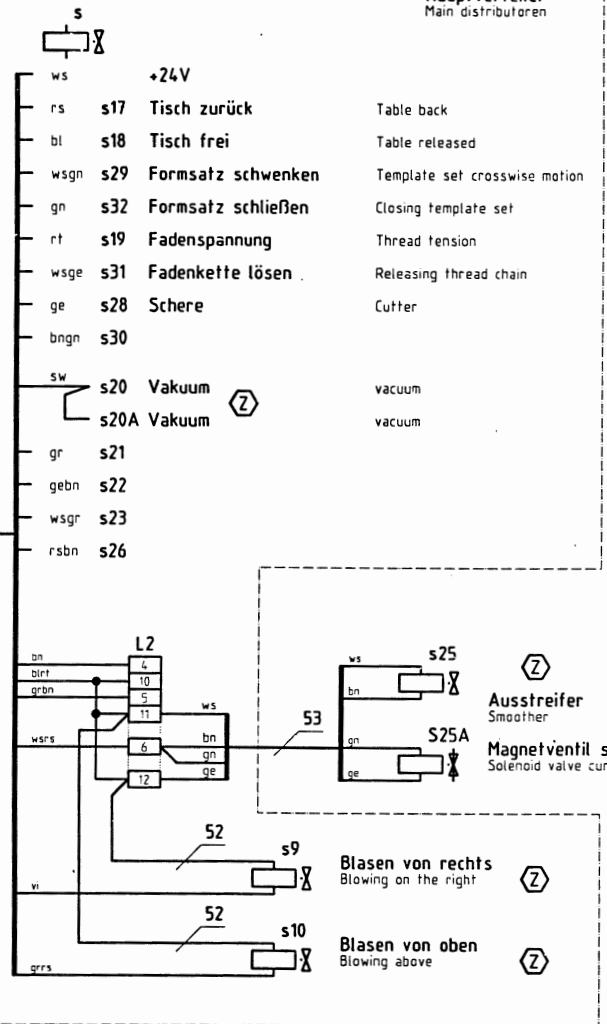 Main distributoren
s
ws +24V
rs s17 Tisch zurück Table back
bl s18 Tisch frei Table released
wsgn s29 Formsatz schwenken Template set crosswise motion
gn s32 Formsatz schließen Closing template set
rt s19 Fadenspannung Thread tension
wsge s31 Fadenkette lösen Releasing thread chain
ge s28 Schere Cutter
bngn s30
sw s20 Vakuum vacuum
Z
s20A Vakuum vacuum
gr s21
gebn s22
wsgr s23
rsbn s26
L2
bn 4
blrt 10
grbn 5
11 ws
wsrs 6 bn
gn
12 ge
53
ws s25 Z
bn
Ausstreifer
Smoother
gn S25A
Magnetventil s
Solenoid valve cur
ge
52
s9
Blasen von rechts
Blowing on the right
Z
vi
52
s10
Blasen von oben
Blowing above
Z
grrs